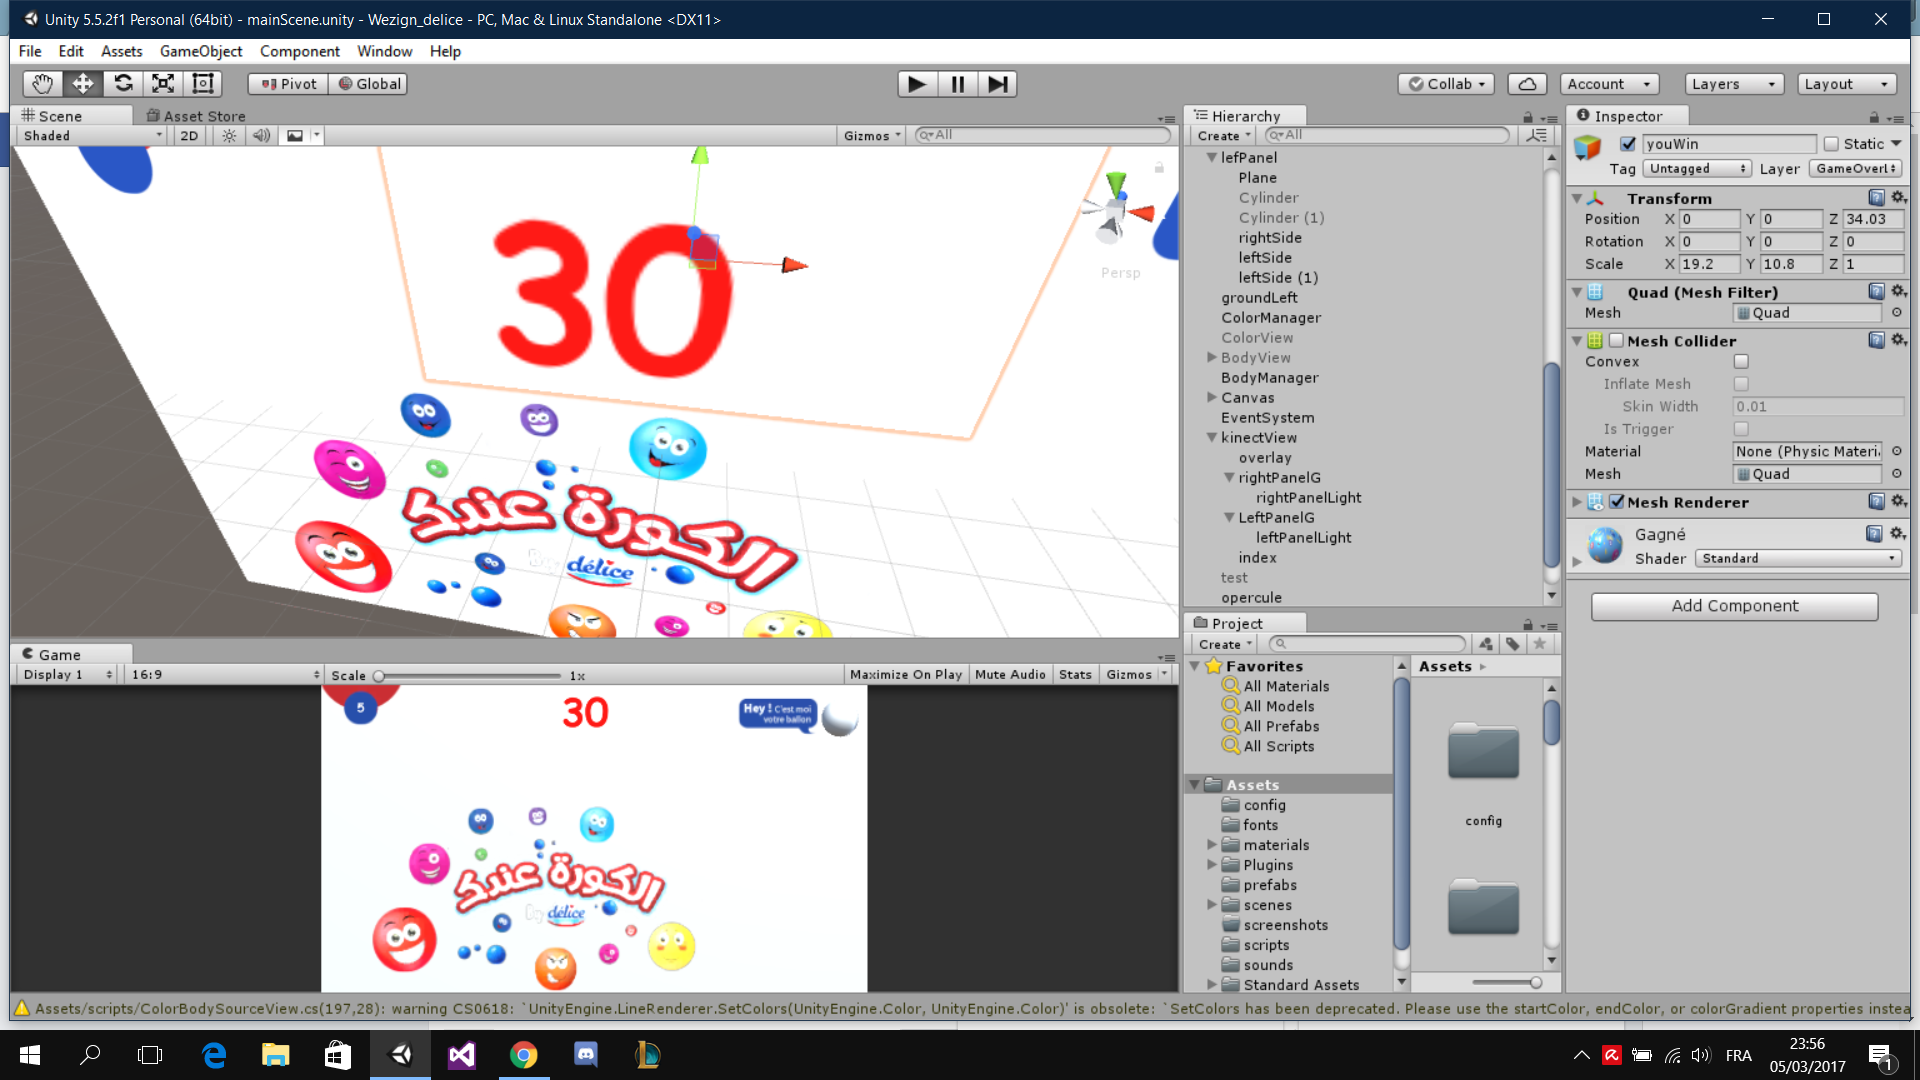 Unity 5.5.2f1 Personal (64bit) - mainScene.unity - Wezign_delice - PC, Mac & Linux Standalone <DX11>
File Edit Assets GameObject Component Window Help
Pivot Global Collab Account Layers Layout
Scene Asset Store
Shaded 2D Gizmos All
30
Persp
الكورة عندك
By délice
Game
Display 1 16:9 Scale 1x Maximize On Play Mute Audio Stats Gizmos
5
30
Hey ! C'est moi
votre ballon
الكورة عندك
By délice
Hierarchy
Create All
lefPanel
Plane
Cylinder
Cylinder (1)
rightSide
leftSide
leftSide (1)
groundLeft
ColorManager
ColorView
BodyView
BodyManager
Canvas
EventSystem
kinectView
overlay
rightPanelG
rightPanelLight
LeftPanelG
leftPanelLight
index
test
opercule
Project
Create
Favorites
All Materials
All Models
All Prefabs
All Scripts
Assets
config
fonts
materials
Plugins
prefabs
scenes
screenshots
scripts
sounds
Standard Assets
Assets
config
Inspector
youWin Static
Tag Untagged Layer GameOverl
Transform
Position X 0 Y 0 Z 34.03
Rotation X 0 Y 0 Z 0
Scale X 19.2 Y 10.8 Z 1
Quad (Mesh Filter)
Mesh Quad
Mesh Collider
Convex
Inflate Mesh
Skin Width 0.01
Is Trigger
Material None (Physic Materi
Mesh Quad
Mesh Renderer
Gagné
Shader Standard
Add Component
Assets/scripts/ColorBodySourceView.cs(197,28): warning CS0618: `UnityEngine.LineRenderer.SetColors(UnityEngine.Color, UnityEngine.Color)' is obsolete: `SetColors has been deprecated. Please use the startColor, endColor, or colorGradient properties instea
FRA
23:56
05/03/2017
1